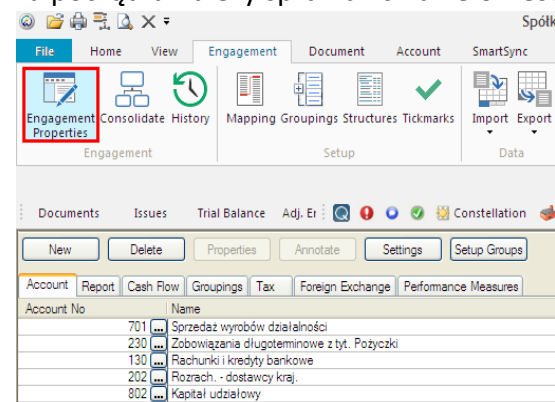 Spółk
File Home View Engagement Document Account SmartSync
Engagement Properties Consolidate History Mapping Groupings Structures Tickmarks Import Export
Engagement Setup Data
Documents Issues Trial Balance Adj. Er Constellation
New Delete Properties Annotate Settings Setup Groups
Account Report Cash Flow Groupings Tax Foreign Exchange Performance Measures
Account No Name
701 ... Sprzedaż wyrobów działalności
230 ... Zobowiązania długoterminowe z tyt. Pożyczki
130 ... Rachunki i kredyty bankowe
202 ... Rozrach. - dostawcy kraj.
802 ... Kapitał udziałowy